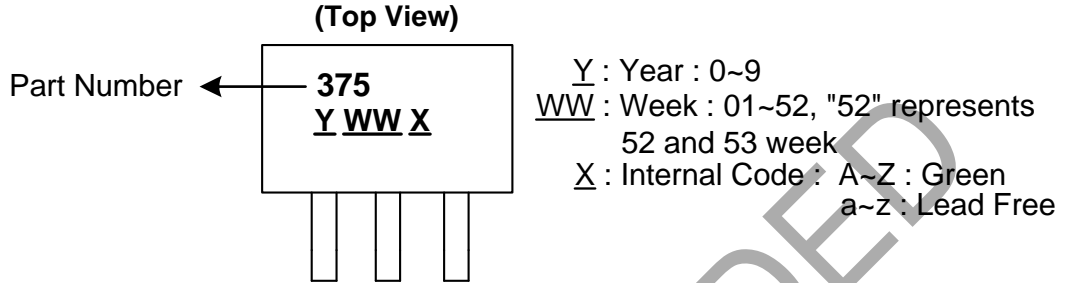 (Top View)
Part Number
375
Y WW X
Y : Year : 0~9
WW : Week : 01~52, "52" represents
52 and 53 week
X : Internal Code : A~Z : Green
a~z : Lead Free
DED